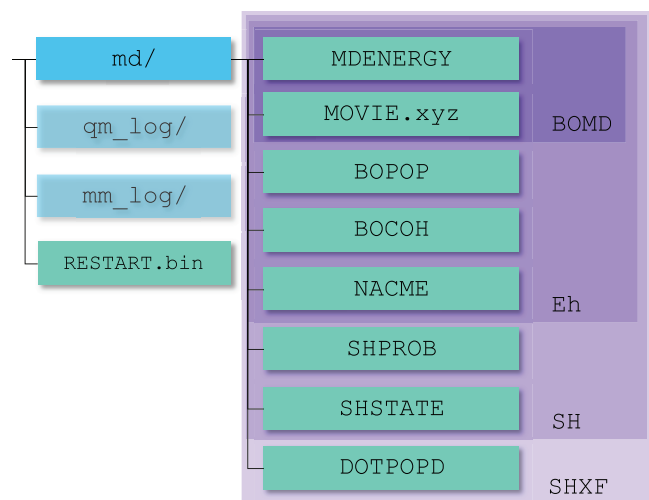 md/
MDENERGY
MOVIE.xyz
BOMD
qm_log/
BOPOP
mm_log/
BOCOH
RESTART.bin
NACME
Eh
SHPROB
SHSTATE
SH
DOTPOPD
SHXF